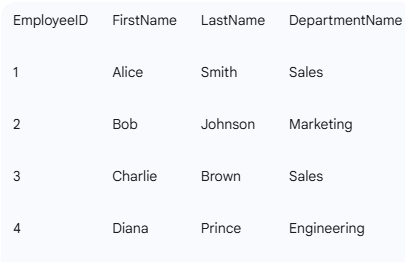 EmployeeID FirstName LastName DepartmentName
1 Alice Smith Sales
2 Bob Johnson Marketing
3 Charlie Brown Sales
4 Diana Prince Engineering